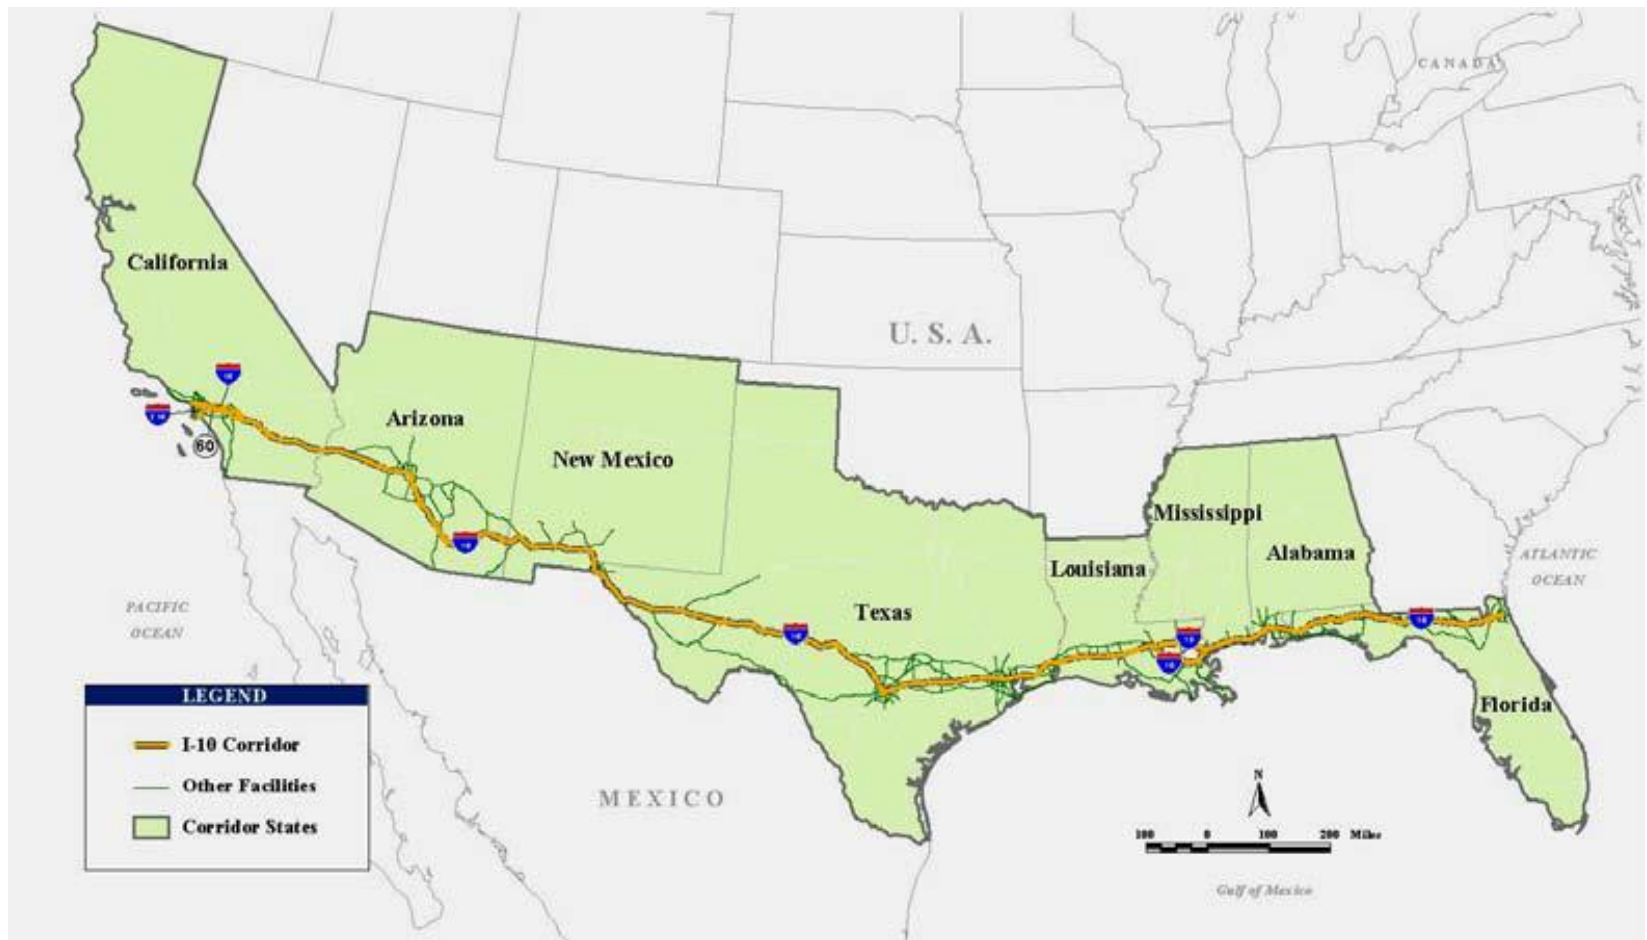 CANADA
California
U. S. A.
Arizona
New Mexico
60
Mississippi
Alabama
Louisiana
ATLANTIC
OCEAN
PACIFIC
OCEAN
Texas
Florida
LEGEND
I-10 Corridor
Other Facilities
Corridor States
MEXICO
N
100 0 100 200 Miles
Gulf of Mexico